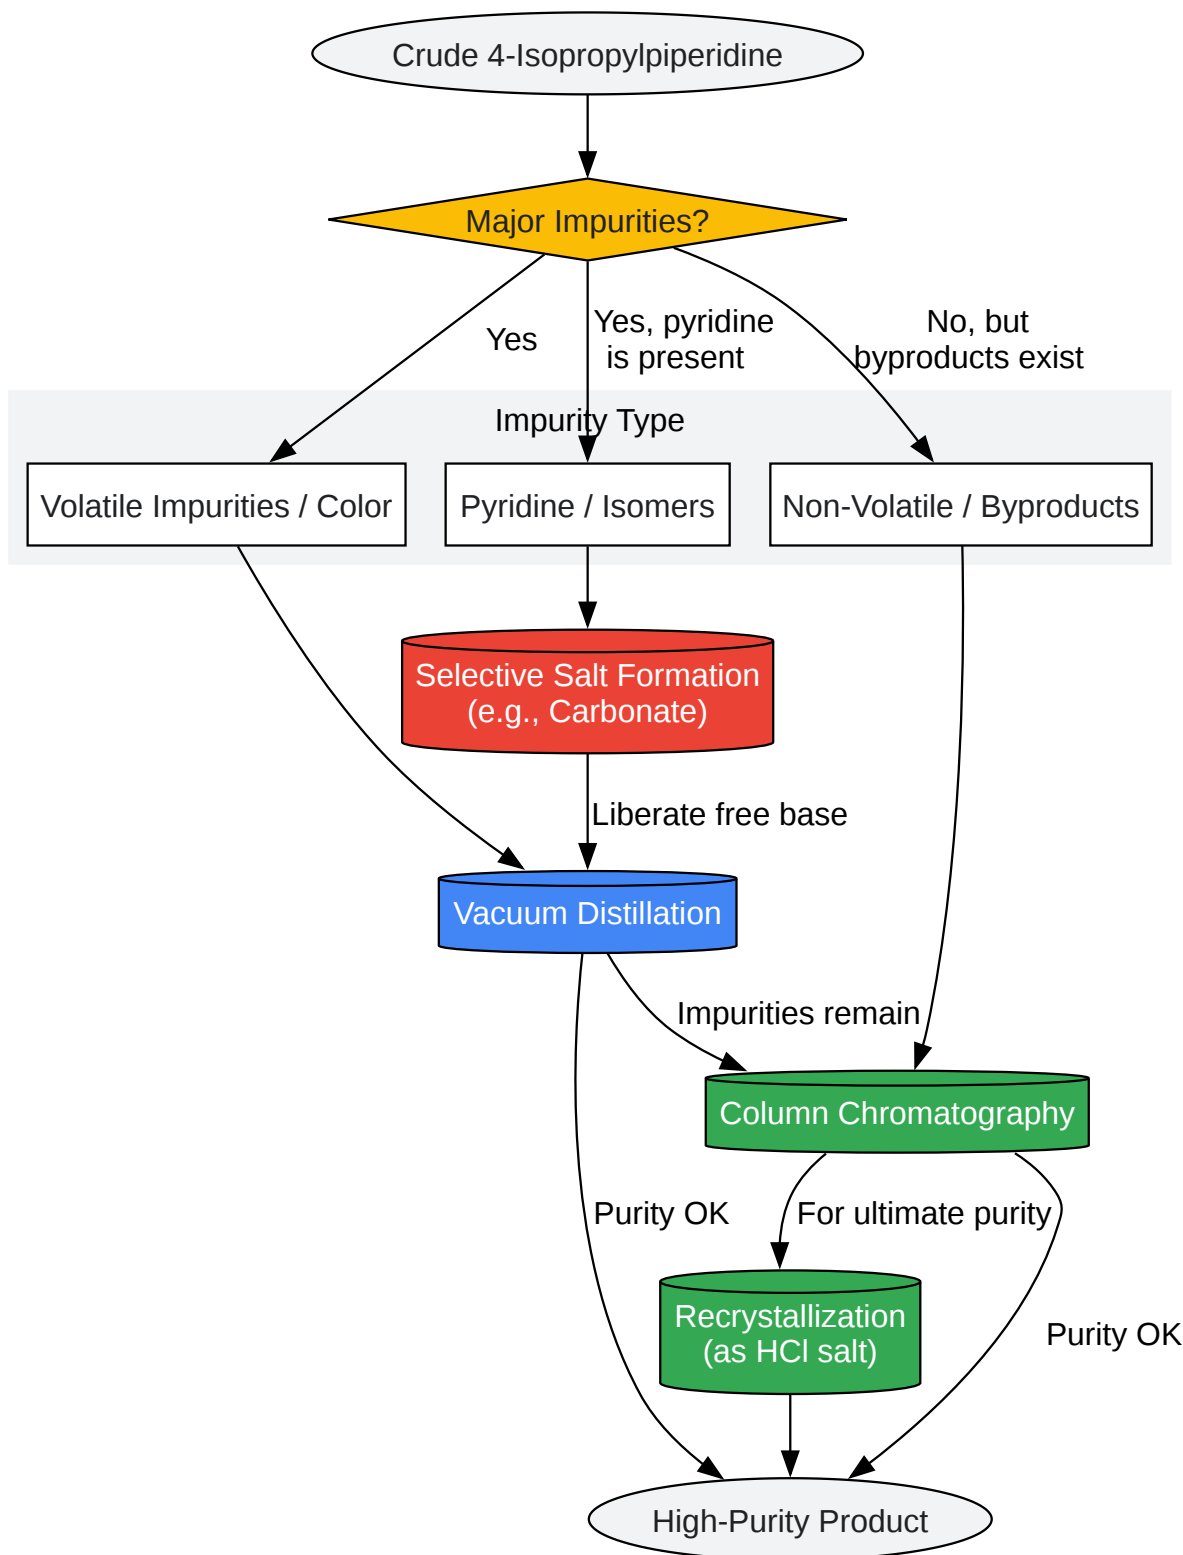 Crude 4-Isopropylpiperidine
Major Impurities?
Yes
Yes, pyridine
is present
No, but
byproducts exist
Impurity Type
Volatile Impurities / Color
Pyridine / Isomers
Non-Volatile / Byproducts
Selective Salt Formation
(e.g., Carbonate)
Liberate free base
Vacuum Distillation
Impurities remain
Column Chromatography
Purity OK
For ultimate purity
Recrystallization
(as HCl salt)
Purity OK
High-Purity Product